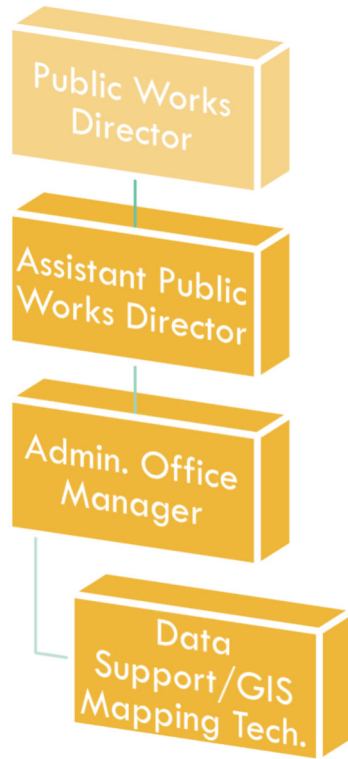 Public Works
Director
Assistant Public
Works Director
Admin. Office
Manager
Data
Support/GIS
Mapping Tech.